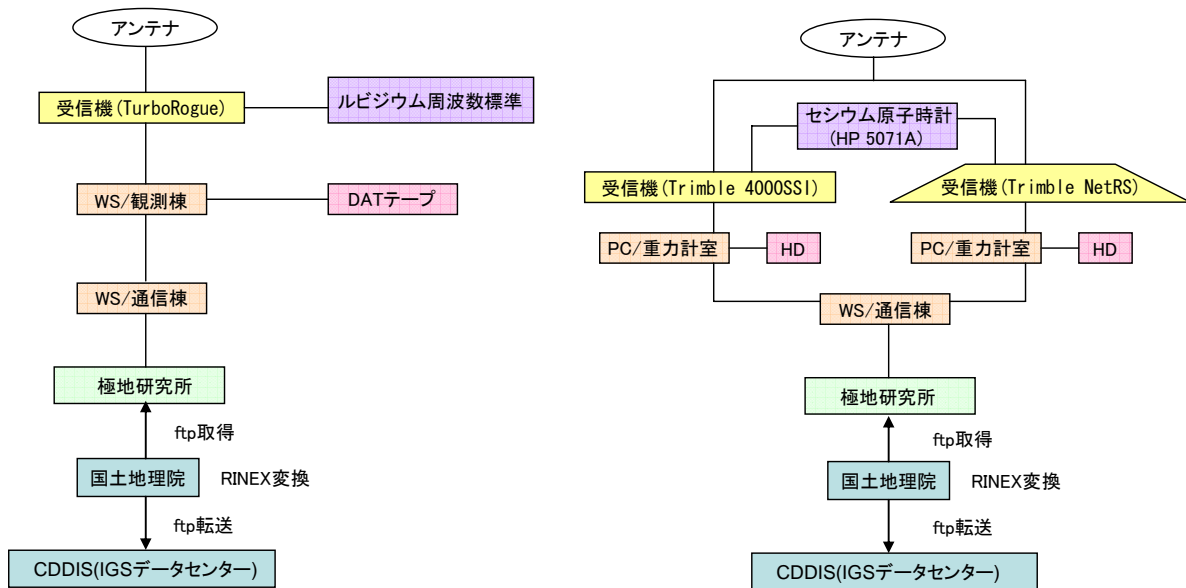 アンテナ
受信機(TurboRogue)
ルビジウム周波数標準
WS/観測棟
DATテープ
WS/通信棟
極地研究所
ftp取得
国土地理院
RINEX変換
ftp転送
CDDIS(IGSデータセンター)
アンテナ
セシウム原子時計
(HP 5071A)
受信機(Trimble 4000SSI)
受信機(Trimble NetRS)
PC/重力計室
HD
PC/重力計室
HD
WS/通信棟
極地研究所
ftp取得
国土地理院
RINEX変換
ftp転送
CDDIS(IGSデータセンター)